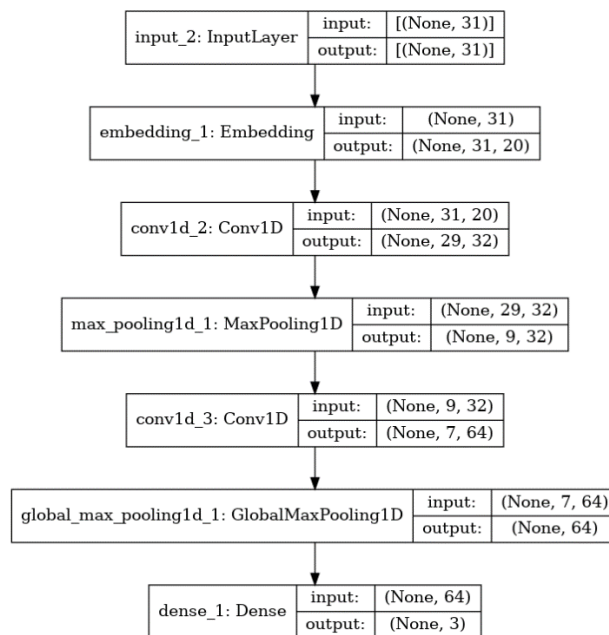 input_2: InputLayer
input: [(None, 31)]
output: [(None, 31)]
embedding_1: Embedding
input: (None, 31)
output: (None, 31, 20)
conv1d_2: Conv1D
input: (None, 31, 20)
output: (None, 29, 32)
max_pooling1d_1: MaxPooling1D
input: (None, 29, 32)
output: (None, 9, 32)
conv1d_3: Conv1D
input: (None, 9, 32)
output: (None, 7, 64)
global_max_pooling1d_1: GlobalMaxPooling1D
input: (None, 7, 64)
output: (None, 64)
dense_1: Dense
input: (None, 64)
output: (None, 3)